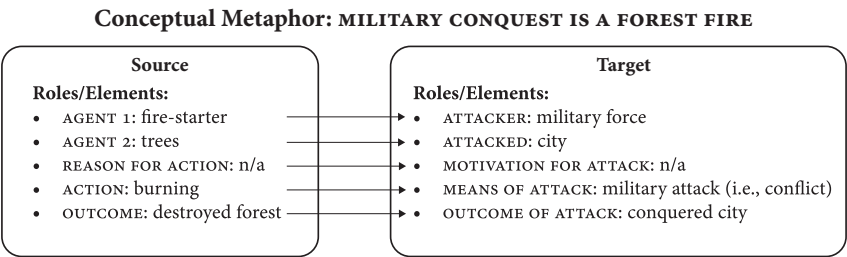 Conceptual Metaphor: MILITARY CONQUEST IS A FOREST FIRE
Source
Roles/Elements:
• AGENT 1: fire-starter
• AGENT 2: trees
• REASON FOR ACTION: n/a
• ACTION: burning
• OUTCOME: destroyed forest
Target
Roles/Elements:
• ATTACKER: military force
• ATTACKED: city
• MOTIVATION FOR ATTACK: n/a
• MEANS OF ATTACK: military attack (i.e., conflict)
• OUTCOME OF ATTACK: conquered city